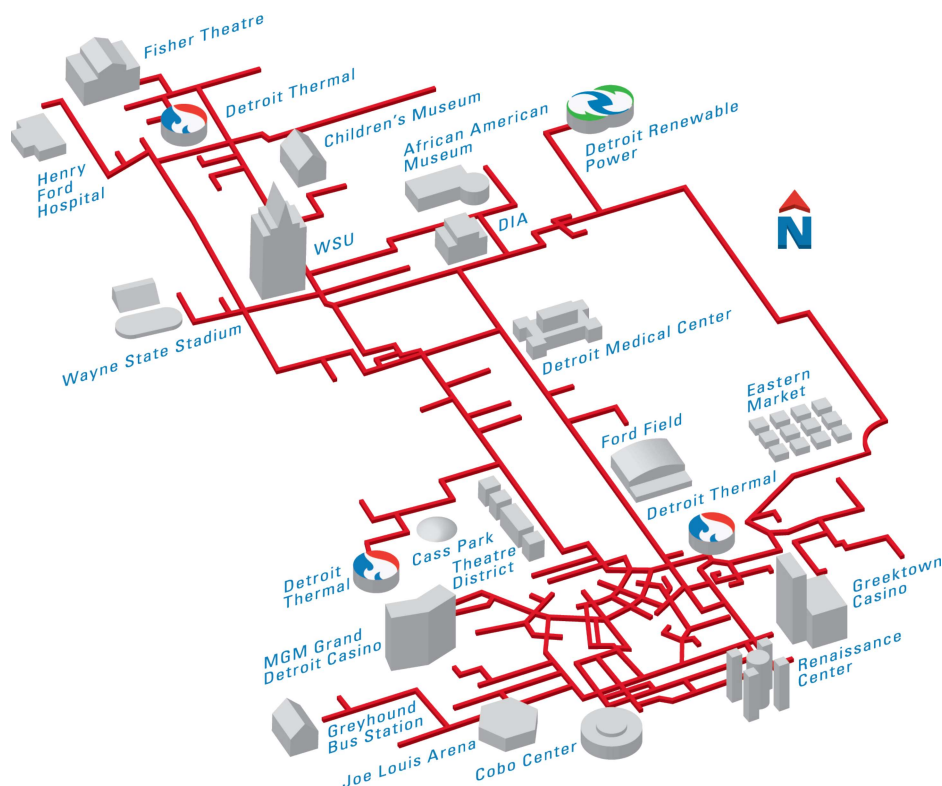 Fisher Theatre
Detroit Thermal
Children's Museum
African American
Museum
Detroit Renewable
Power
Henry
Ford
Hospital
WSU
DIA
N
Wayne State Stadium
Detroit Medical Center
Eastern
Market
Ford Field
Detroit Thermal
Cass Park
Theatre
District
Detroit
Thermal
Greektown
Casino
MGM Grand
Detroit Casino
Renaissance
Center
Greyhound
Bus Station
Joe Louis Arena
Cobo Center